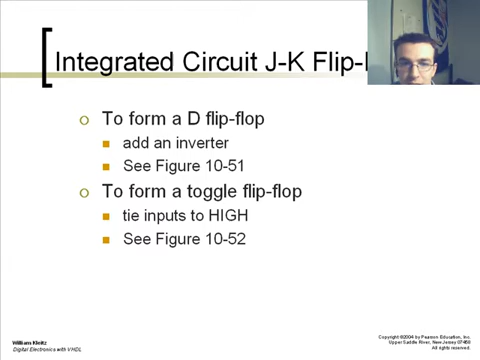 Integrated Circuit J-K Flip-
To form a D flip-flop
add an inverter
See Figure 10-51
To form a toggle flip-flop
tie inputs to HIGH
See Figure 10-52
William Kleitz
Digital Electronics with VHDL
Copyright ©2004 by Pearson Education, Inc.
Upper Saddle River, New Jersey 07458
All rights reserved.